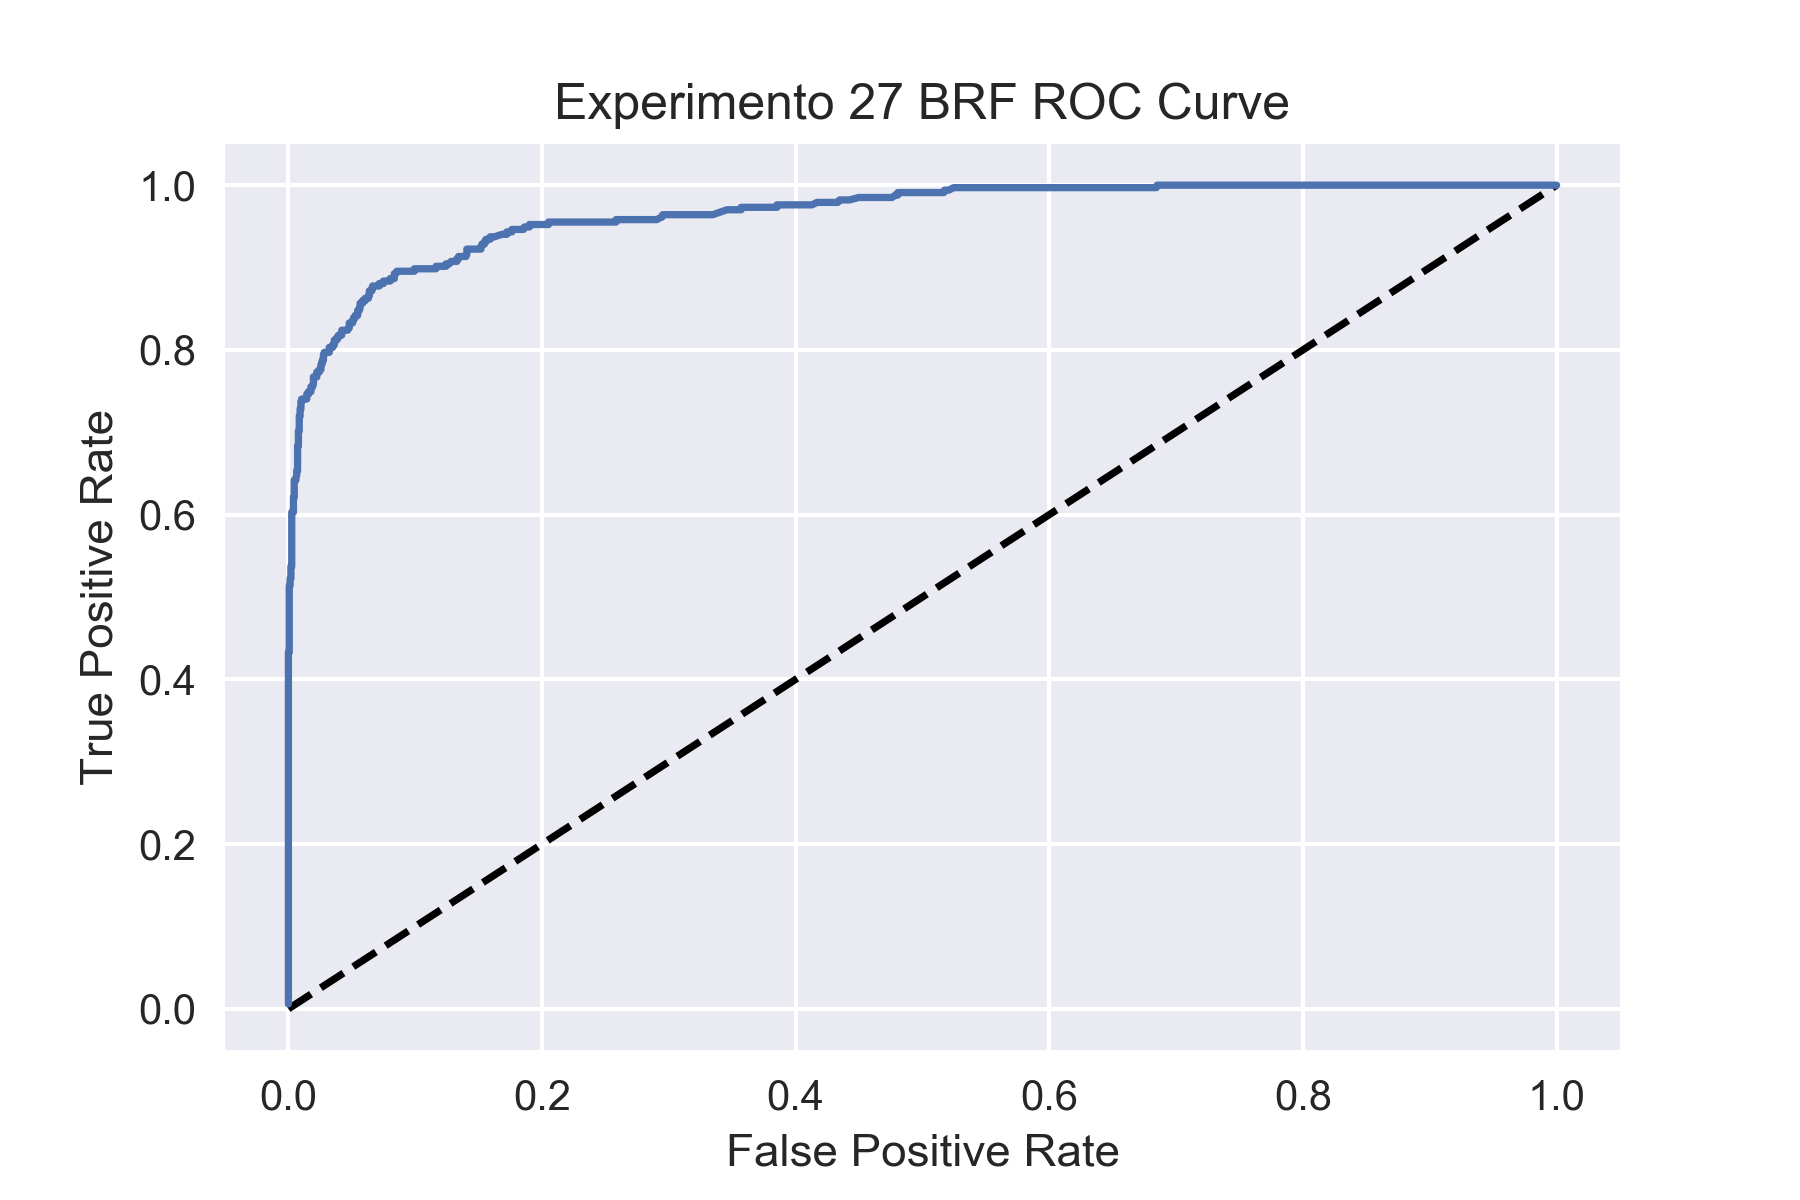 Experimento 27 BRF ROC Curve
1.0
0.8
0.6
0.4
0.2
0.0
True Positive Rate
0.0 0.2 0.4 0.6 0.8 1.0
False Positive Rate